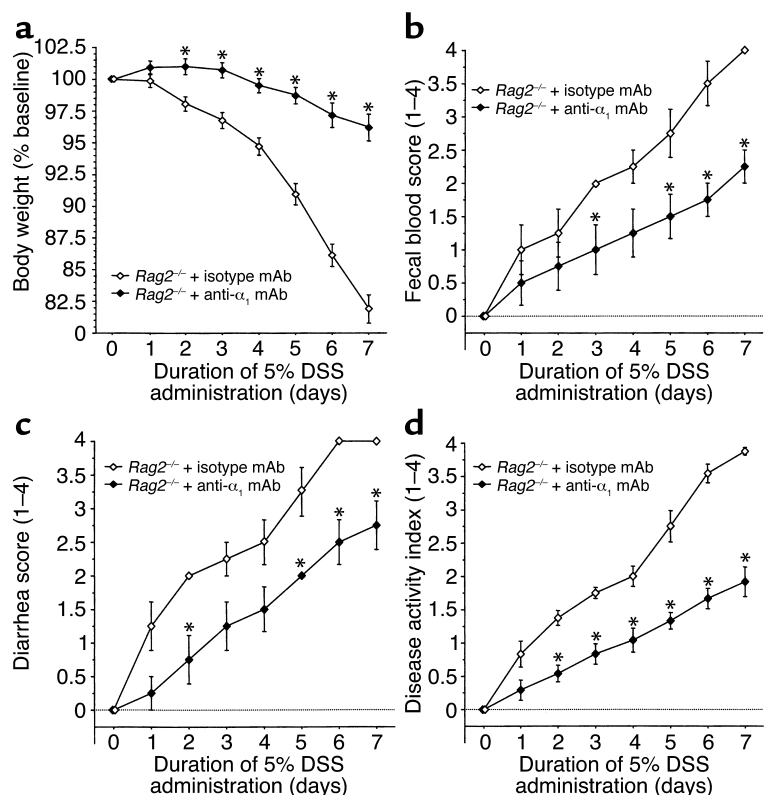 a
Body weight (% baseline)
102.5
100
97.5
95
92.5
90
87.5
85
82.5
0
* * * * * * *
Rag2–/– + isotype mAb
Rag2–/– + anti-α1 mAb
0 1 2 3 4 5 6 7
Duration of 5% DSS
administration (days)
b
Fecal blood score (1–4)
4
3.5
3
2.5
2
1.5
1
0.5
0
Rag2–/– + isotype mAb
Rag2–/– + anti-α1 mAb
* * * *
0 1 2 3 4 5 6 7
Duration of 5% DSS
administration (days)
c
Diarrhea score (1–4)
4
3.5
3
2.5
2
1.5
1
0.5
0
Rag2–/– + isotype mAb
Rag2–/– + anti-α1 mAb
* * * *
0 1 2 3 4 5 6 7
Duration of 5% DSS
administration (days)
d
Disease activity index (1–4)
4
3.5
3
2.5
2
1.5
1
0.5
0
Rag2–/– + isotype mAb
Rag2–/– + anti-α1 mAb
* * * * * *
0 1 2 3 4 5 6 7
Duration of 5% DSS
administration (days)